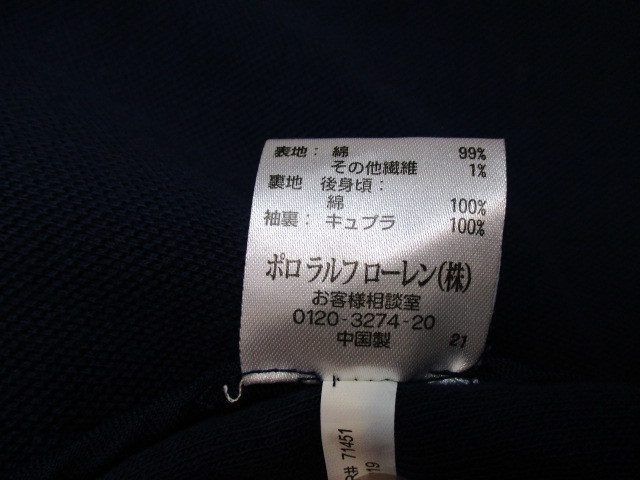 表地： 綿 99%
その他繊維 1%
裏地 後身頃：
綿 100%
袖裏： キュプラ 100%
ポロ ラルフ ローレン(株)
お客様相談室
0120-3274-20
中国製 21
R# 71451
19